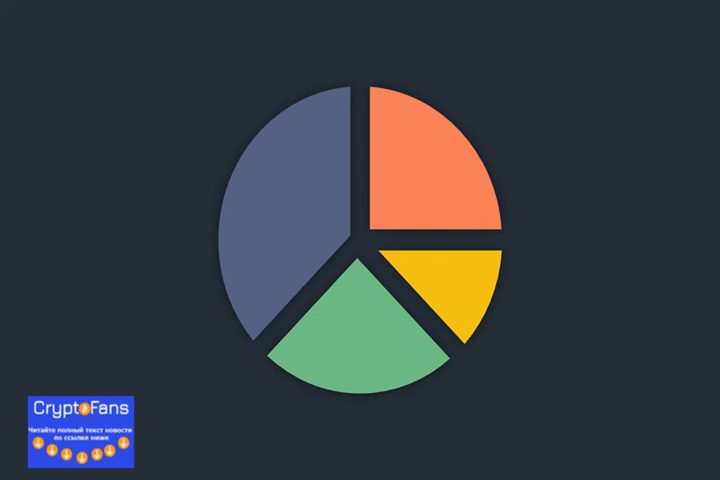 CryptoFans
Читайте полный текст новости
по ссылке ниже